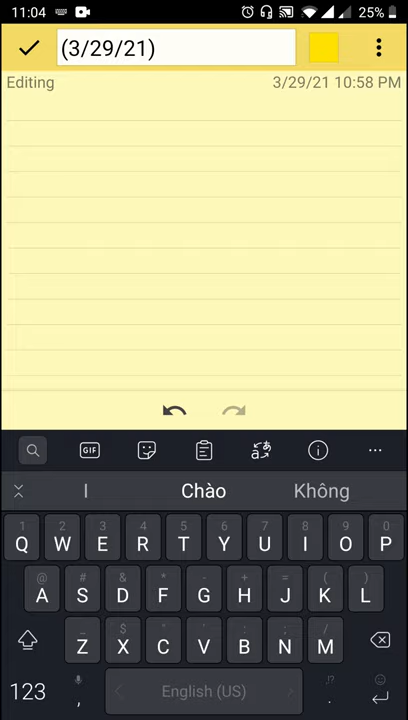 11:04 25%
(3/29/21)
Editing 3/29/21 10:58 PM
GIF
I Chào Không
1 2 3 4 5 6 7 8 9 0
Q W E R T Y U I O P
@ # & * - + = ( )
A S D F G H J K L
_ $ " ' : ; /
Z X C V B N M
123 , English (US) .
!?